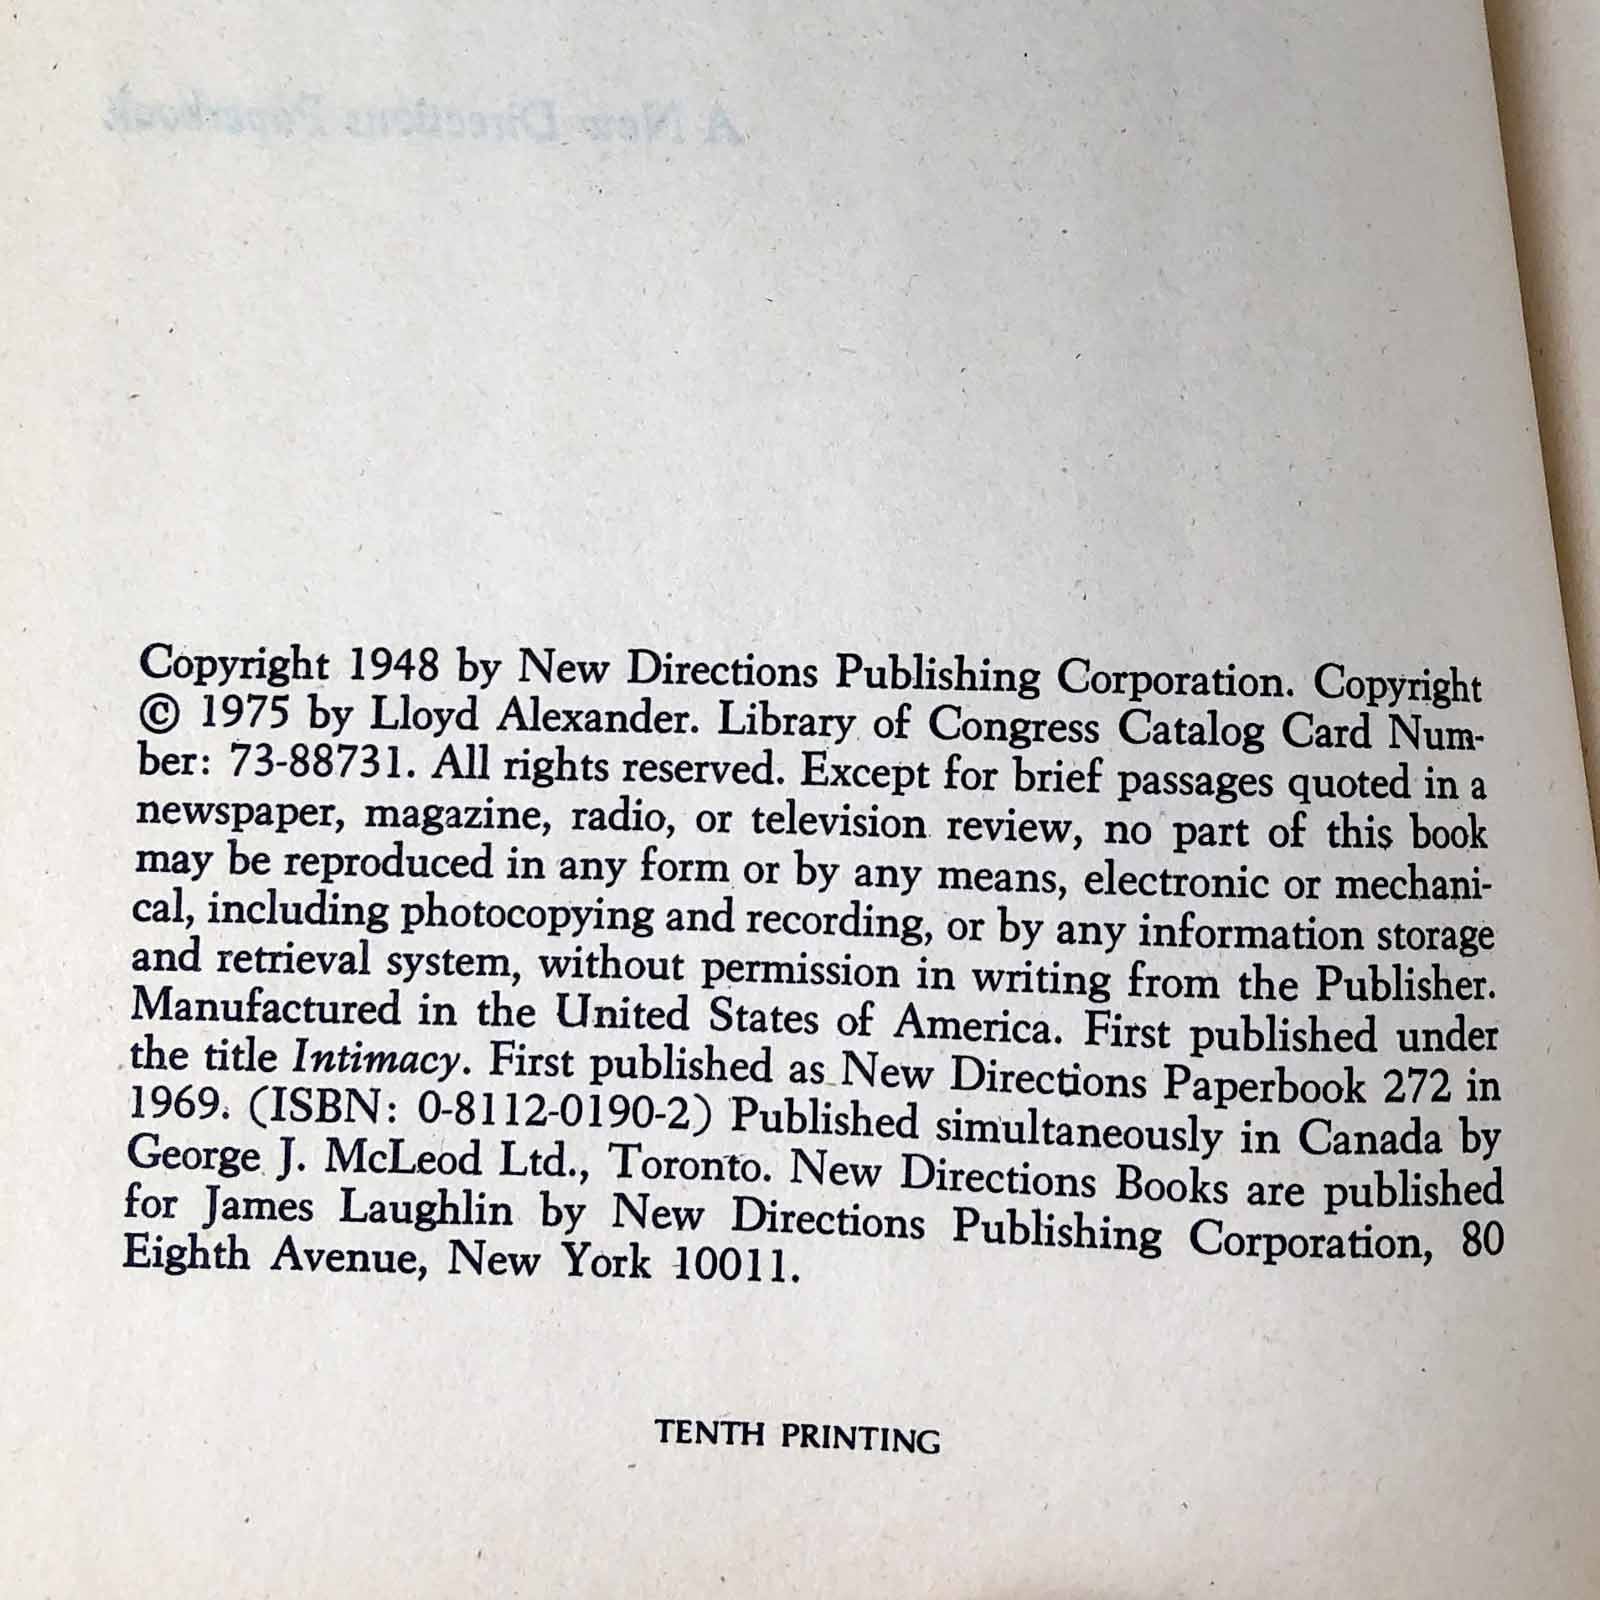 A New Directions Paperbook
Copyright 1948 by New Directions Publishing Corporation. Copyright
© 1975 by Lloyd Alexander. Library of Congress Catalog Card Num-
ber: 73-88731. All rights reserved. Except for brief passages quoted in a
newspaper, magazine, radio, or television review, no part of this book
may be reproduced in any form or by any means, electronic or mechani-
cal, including photocopying and recording, or by any information storage
and retrieval system, without permission in writing from the Publisher.
Manufactured in the United States of America. First published under
the title Intimacy. First published as New Directions Paperbook 272 in
1969. (ISBN: 0-8112-0190-2) Published simultaneously in Canada by
George J. McLeod Ltd., Toronto. New Directions Books are published
for James Laughlin by New Directions Publishing Corporation, 80
Eighth Avenue, New York 10011.
TENTH PRINTING